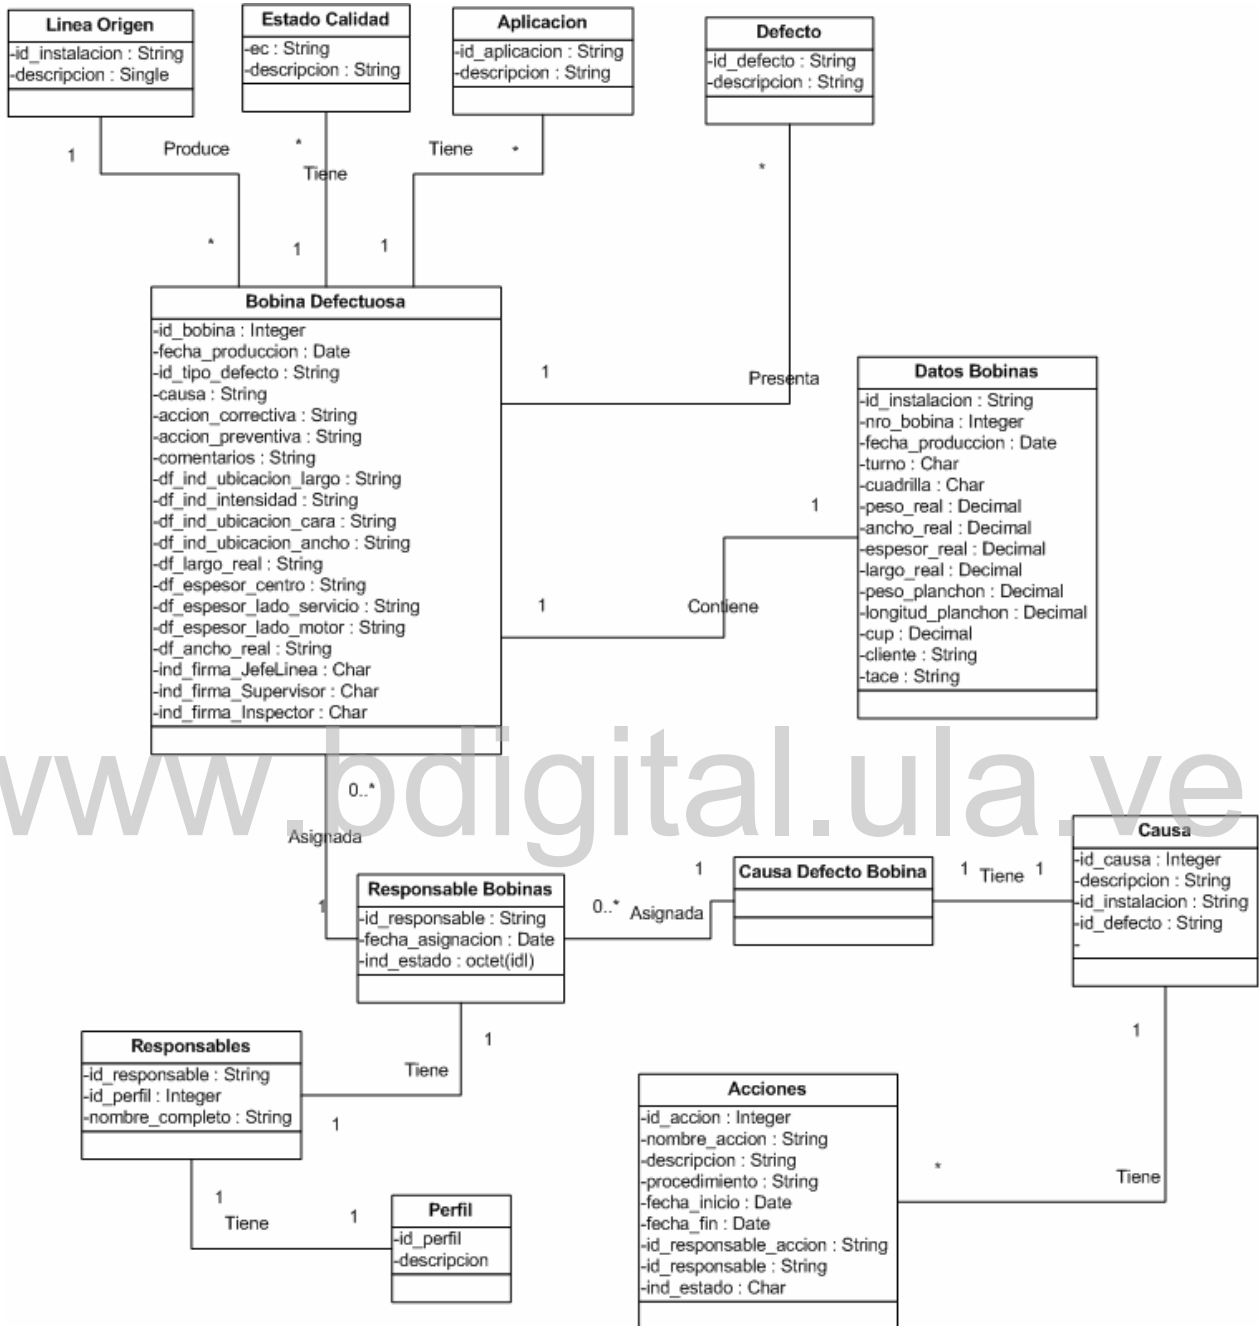 Linea Origen
-id_instalacion : String
-descripcion : Single
Estado Calidad
-ec : String
-descripcion : String
Aplicacion
-id_aplicacion : String
-descripcion : String
Defecto
-id_defecto : String
-descripcion : String
1
Produce
*
*
Tiene
1
Tiene
*
1
*
Presenta
1
Bobina Defectuosa
-id_bobina : Integer
-fecha_produccion : Date
-id_tipo_defecto : String
-causa : String
-accion_correctiva : String
-accion_preventiva : String
-comentarios : String
-df_ind_ubicacion_largo : String
-df_ind_intensidad : String
-df_ind_ubicacion_cara : String
-df_ind_ubicacion_ancho : String
-df_largo_real : String
-df_espesor_centro : String
-df_espesor_lado_servicio : String
-df_espesor_lado_motor : String
-df_ancho_real : String
-ind_firma_JefeLinea : Char
-ind_firma_Supervisor : Char
-ind_firma_Inspector : Char
Datos Bobinas
-id_instalacion : String
-nro_bobina : Integer
-fecha_produccion : Date
-turno : Char
-cuadrilla : Char
-peso_real : Decimal
-ancho_real : Decimal
-espesor_real : Decimal
-largo_real : Decimal
-peso_planchon : Decimal
-longitud_planchon : Decimal
-cup : Decimal
-cliente : String
-tace : String
1
1
Contiene
www.bdigital.ula.ve
0..*
Asignada
1
Responsable Bobinas
-id_responsable : String
-fecha_asignacion : Date
-ind_estado : octet(idl)
0..*
Asignada
1
Causa Defecto Bobina
1
Tiene
1
Causa
-id_causa : Integer
-descripcion : String
-id_instalacion : String
-id_defecto : String
-
1
Tiene
1
Responsables
-id_responsable : String
-id_perfil : Integer
-nombre_completo : String
1
Tiene
1
Perfil
-id_perfil
-descripcion
Acciones
-id_accion : Integer
-nombre_accion : String
-descripcion : String
-procedimiento : String
-fecha_inicio : Date
-fecha_fin : Date
-id_responsable_accion : String
-id_responsable : String
-ind_estado : Char
1
*
Tiene